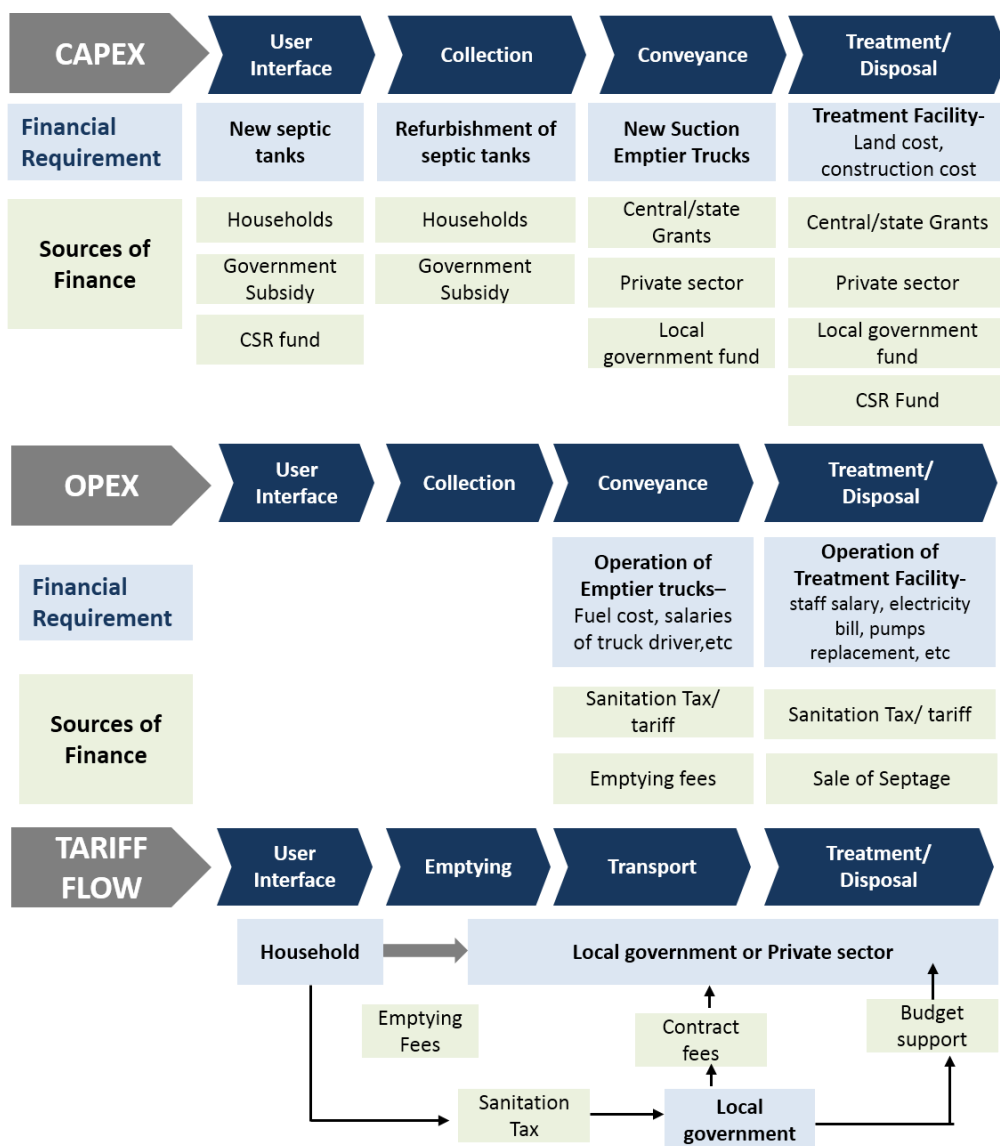 CAPEX
User
Interface
Collection
Conveyance
Treatment/
Disposal
Financial
Requirement
New septic
tanks
Refurbishment of
septic tanks
New Suction
Emptier Trucks
Treatment Facility-
Land cost,
construction cost
Sources of
Finance
Households
Households
Central/state
Grants
Central/state Grants
Government
Subsidy
Government
Subsidy
Private sector
Private sector
CSR fund
Local
government fund
Local government
fund
CSR Fund
OPEX
User
Interface
Collection
Conveyance
Treatment/
Disposal
Financial
Requirement
Operation of
Emptier trucks–
Fuel cost, salaries
of truck driver,etc
Operation of
Treatment Facility-
staff salary, electricity
bill, pumps
replacement, etc
Sources of
Finance
Sanitation Tax/
tariff
Sanitation Tax/ tariff
Emptying fees
Sale of Septage
TARIFF
FLOW
User
Interface
Emptying
Transport
Treatment/
Disposal
Household
Local government or Private sector
Emptying
Fees
Contract
fees
Budget
support
Sanitation
Tax
Local
government